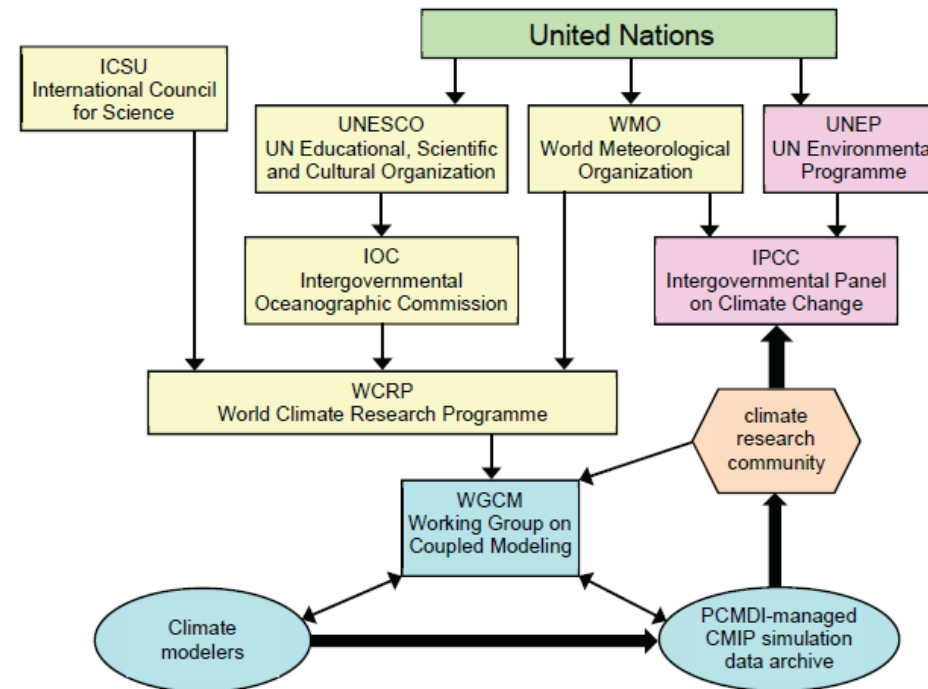 United Nations
ICSU
International Council
for Science
UNESCO
UN Educational, Scientific
and Cultural Organization
WMO
World Meteorological
Organization
UNEP
UN Environmental
Programme
IOC
Intergovernmental
Oceanographic Commission
IPCC
Intergovernmental Panel
on Climate Change
WCRP
World Climate Research Programme
climate
research
community
WGCM
Working Group on
Coupled Modeling
Climate
modelers
PCMDI-managed
CMIP simulation
data archive